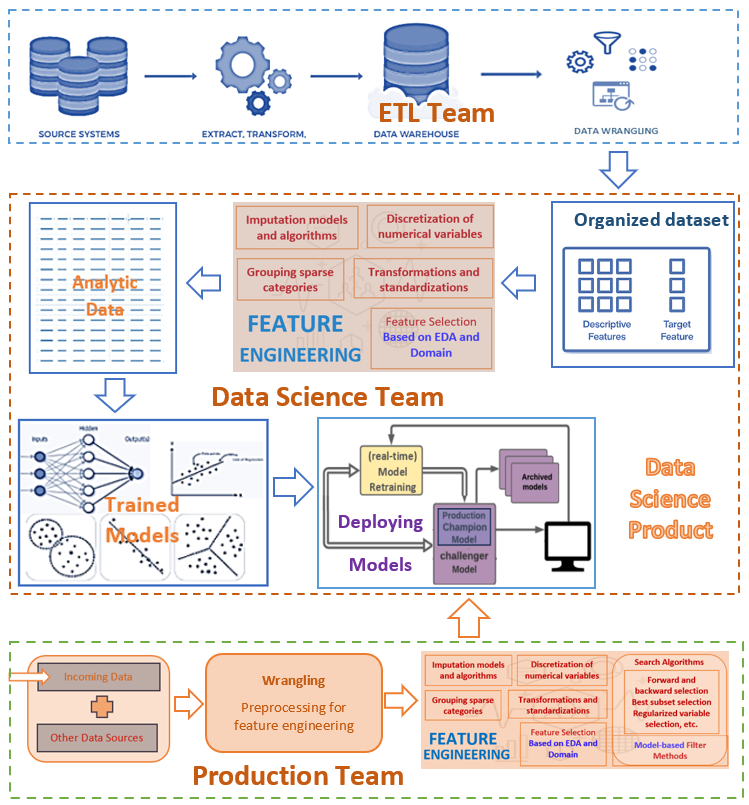 SOURCE SYSTEMS
EXTRACT, TRANSFORM,
DATA WAREHOUSE
DATA WRANGLING
ETL Team
Imputation models
and algorithms
Discretization of
numerical variables
Grouping sparse
categories
Transformations and
standardizations
FEATURE
ENGINEERING
Feature Selection
Based on EDA and
Domain
Organized dataset
Descriptive
Features
Target
Feature
Analytic
Data
Data Science Team
Inputs
Hidden
Output(s)
Line of Regression
Trained
Models
(real-time)
Model
Retraining
Archived
models
Production
Champion
Model
challenger
Model
Deploying
Models
Data
Science
Product
Incoming Data
Other Data Sources
Wrangling
Preprocessing for
feature engineering
Imputation models
and algorithms
Discretization of
numerical variables
Grouping sparse
categories
Transformations and
standardizations
FEATURE
ENGINEERING
Feature Selection
Based on EDA and
Domain
Search Algorithms
Forward and
backward selection
Best subset selection
Regularized variable
selection, etc.
Model-based Filter
Methods
Production Team